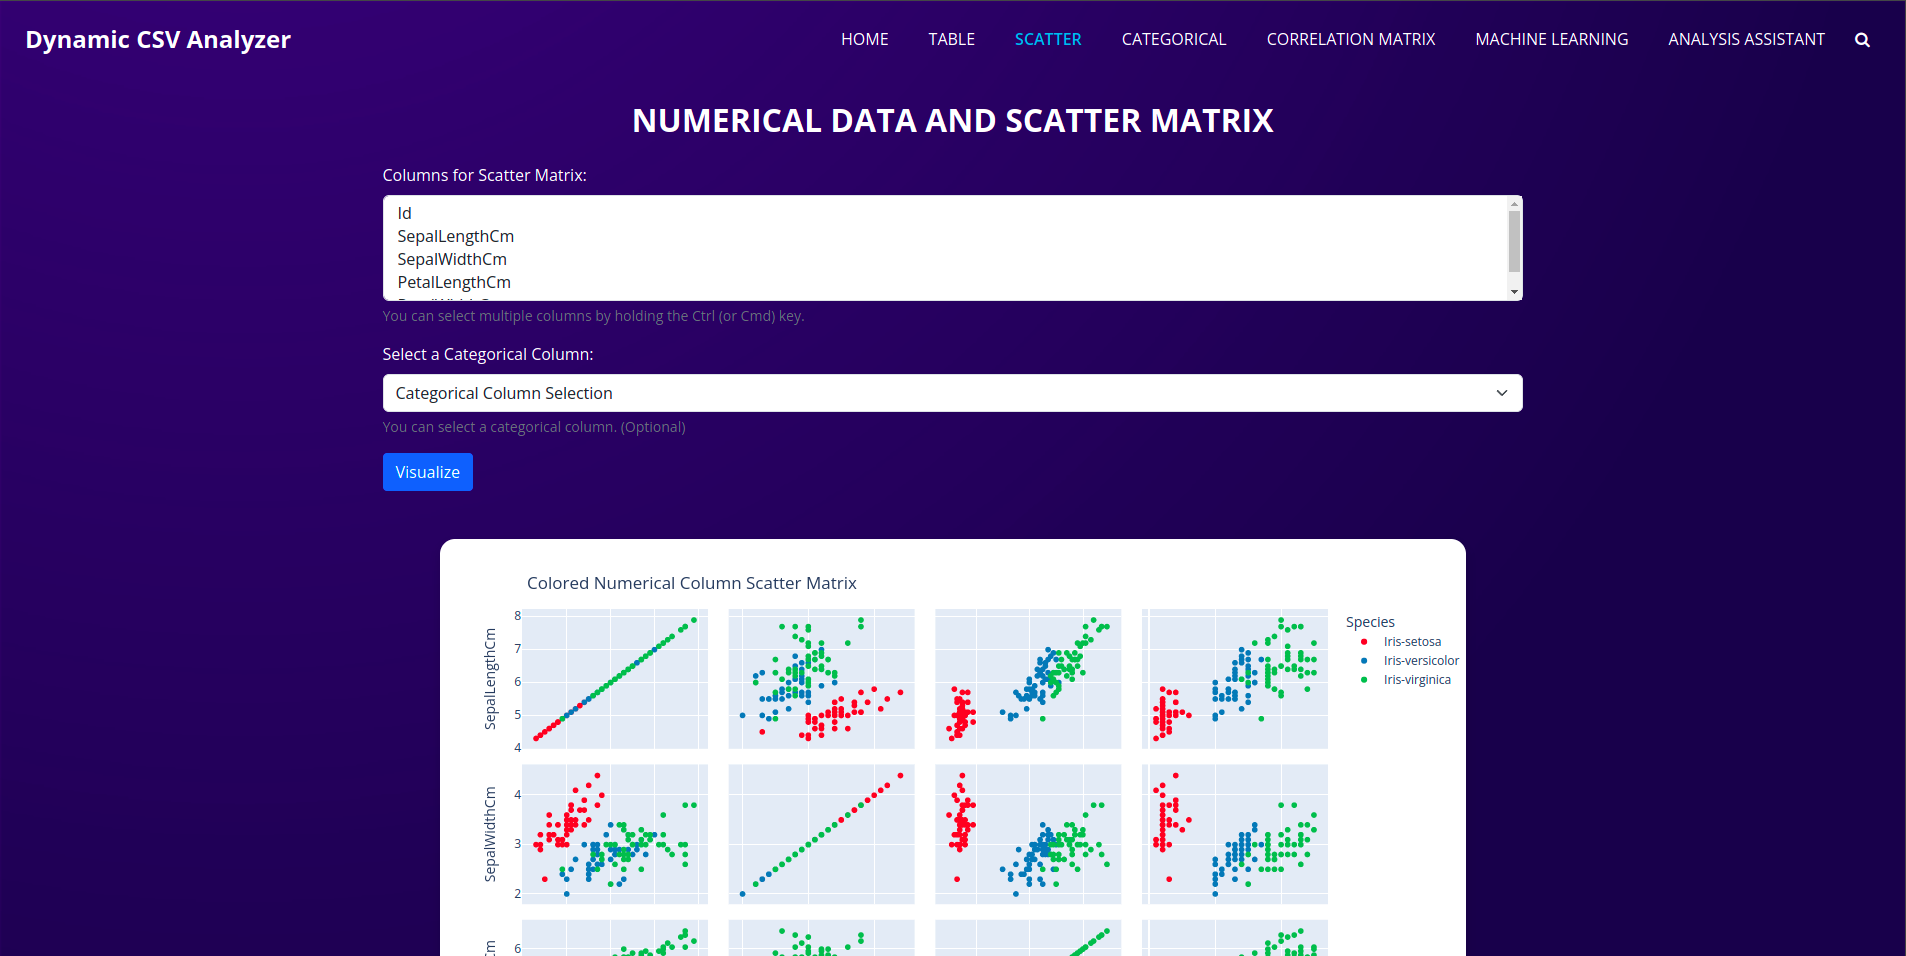 Dynamic CSV Analyzer
HOME TABLE SCATTER CATEGORICAL CORRELATION MATRIX MACHINE LEARNING ANALYSIS ASSISTANT
NUMERICAL DATA AND SCATTER MATRIX
Columns for Scatter Matrix:
Id
SepalLengthCm
SepalWidthCm
PetalLengthCm
You can select multiple columns by holding the Ctrl (or Cmd) key.
Select a Categorical Column:
Categorical Column Selection
You can select a categorical column. (Optional)
Visualize
Colored Numerical Column Scatter Matrix
SepalLengthCm
8
7
6
5
4
Species
Iris-setosa
Iris-versicolor
Iris-virginica
SepalWidthCm
4
3
2
Cm
6